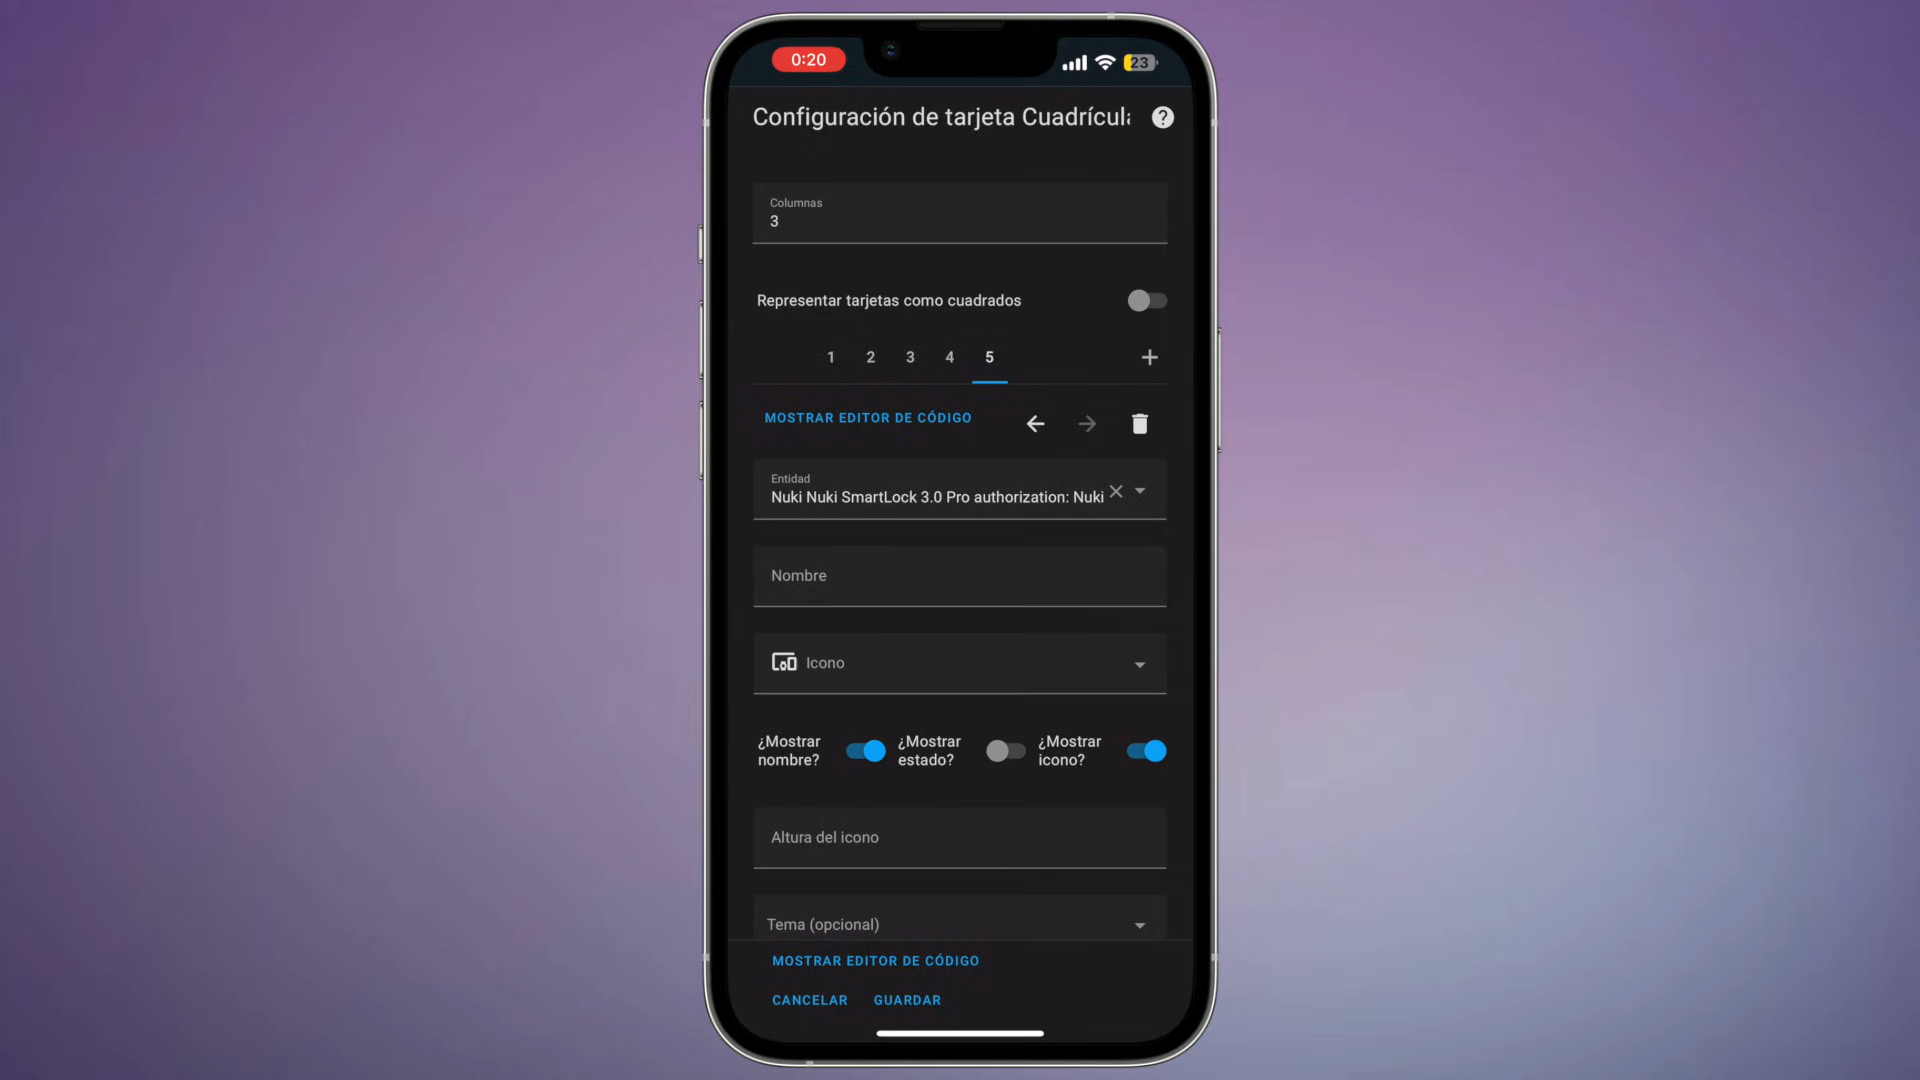 0:20
23
Configuración de tarjeta Cuadrícul
?
Columnas
3
Representar tarjetas como cuadrados
1 2 3 4 5 +
MOSTRAR EDITOR DE CÓDIGO
Entidad
Nuki Nuki SmartLock 3.0 Pro authorization: Nuki
Nombre
Icono
¿Mostrar nombre?
¿Mostrar estado?
¿Mostrar icono?
Altura del icono
Tema (opcional)
MOSTRAR EDITOR DE CÓDIGO
CANCELAR GUARDAR